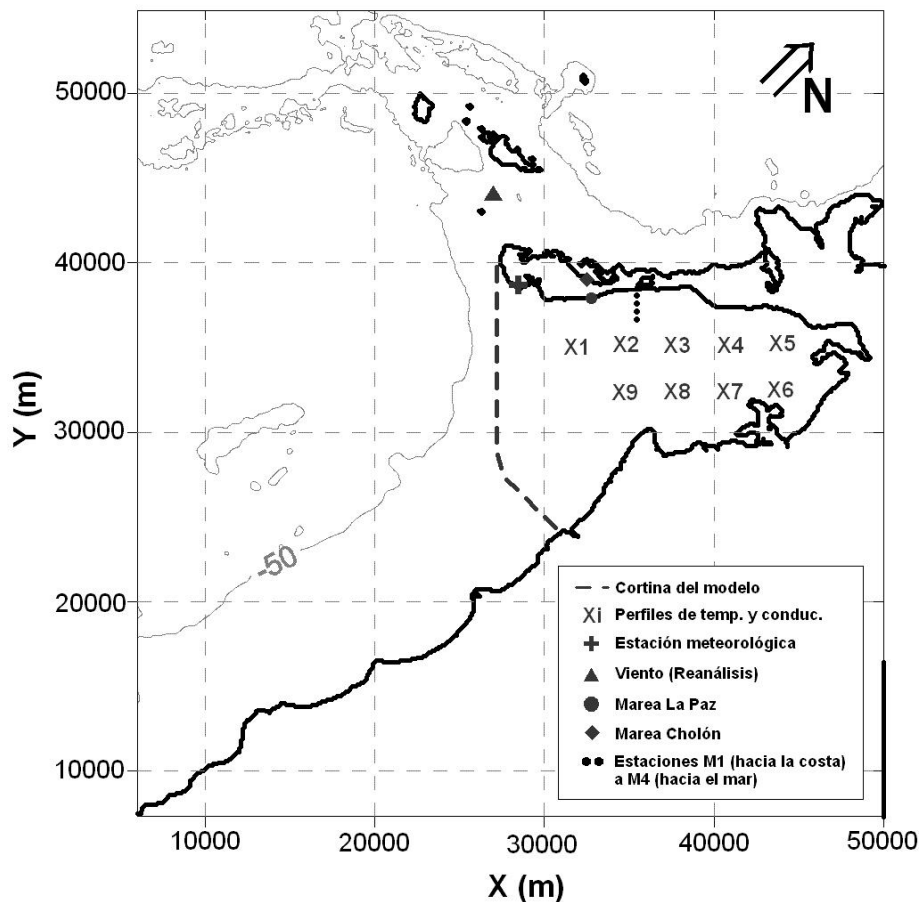 N
50000
40000
30000
20000
10000
Y (m)
X1 X2 X3 X4 X5
X9 X8 X7 X6
-50
Cortina del modelo
Xi Perfiles de temp. y conduc.
Estación meteorológica
Viento (Reanálisis)
Marea La Paz
Marea Cholón
Estaciones M1 (hacia la costa)
a M4 (hacia el mar)
10000 20000 30000 40000 50000
X (m)